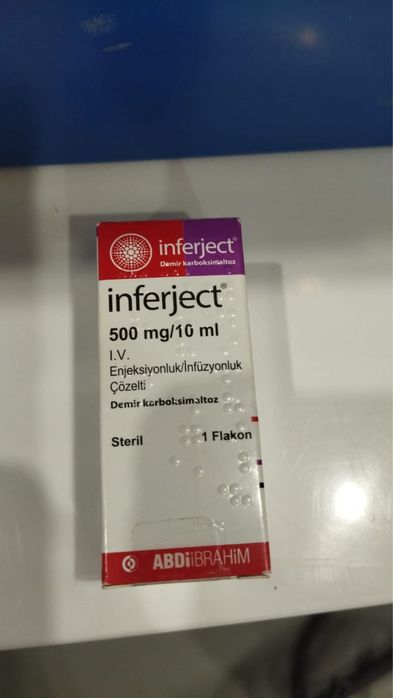 inferject®
Demir karboksimaltoz
inferject®
500 mg/10 ml
I.V.
Enjeksiyonluk/İnfüzyonluk
Çözelti
Demir karboksimaltoz
Steril 1 Flakon
ABDİİBRAHİM